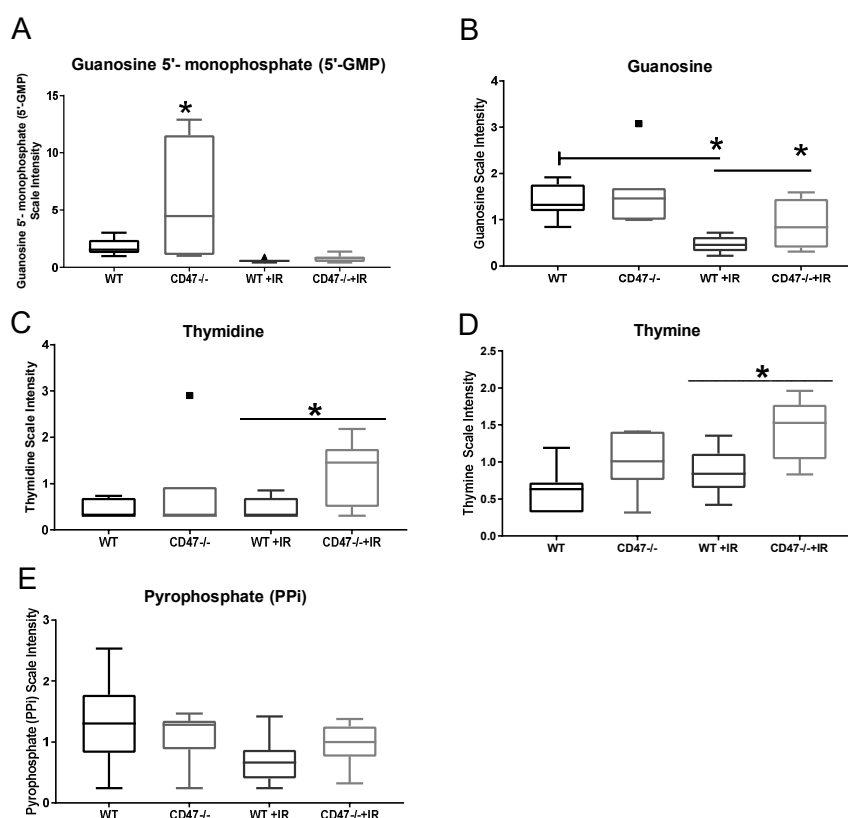 A
Guanosine 5'- monophosphate (5'-GMP)
Guanosine 5'- monophosphate (5'-GMP)
Scale Intensity
15
10
5
0
*
WT
CD47-/-
WT +IR
CD47-/-+IR
B
Guanosine
Guanosine Scale Intensity
4
3
2
1
0
*
*
WT
CD47-/-
WT +IR
CD47-/-+IR
C
Thymidine
Thymidine Scale Intensity
4
3
2
1
0
*
WT
CD47-/-
WT +IR
CD47-/-+IR
D
Thymine
Thymine Scale Intensity
2.5
2.0
1.5
1.0
0.5
0.0
*
WT
CD47-/-
WT +IR
CD47-/-+IR
E
Pyrophosphate (PPi)
Pyrophosphate (PPi) Scale Intensity
3
2
1
0
WT
CD47-/-
WT +IR
CD47-/-+IR